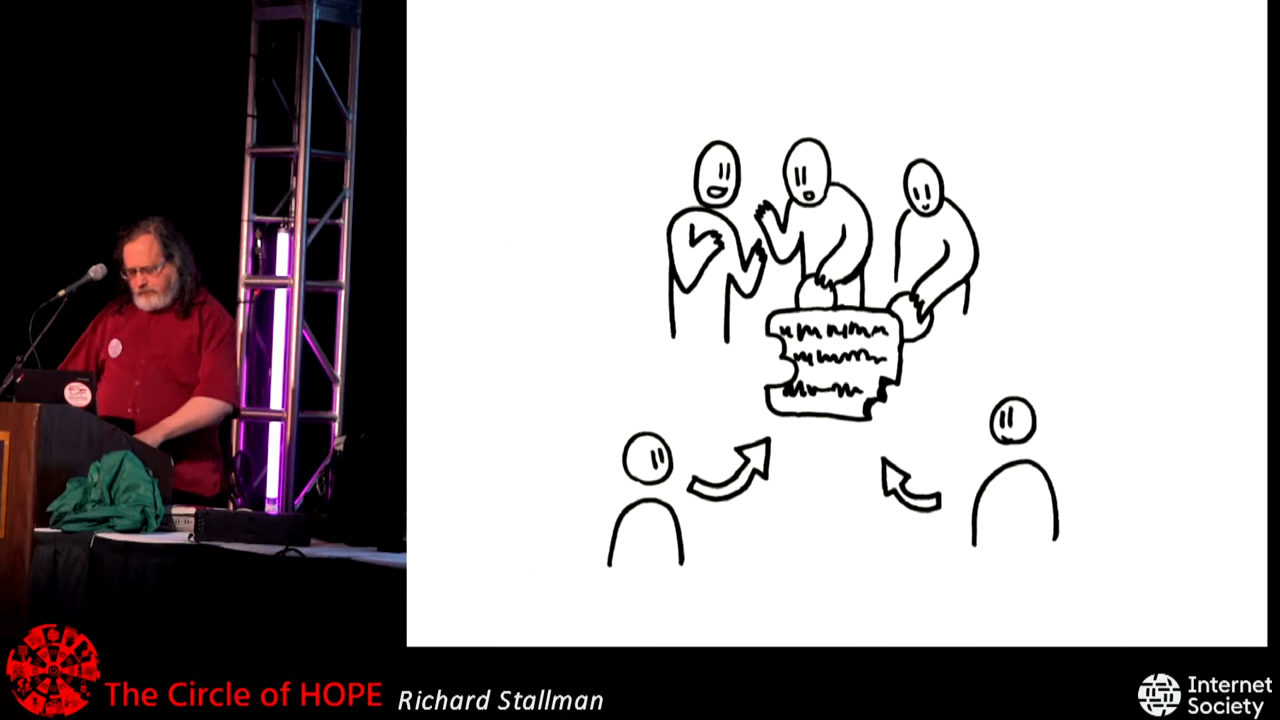 The Circle of HOPE
Richard Stallman
Internet
Society